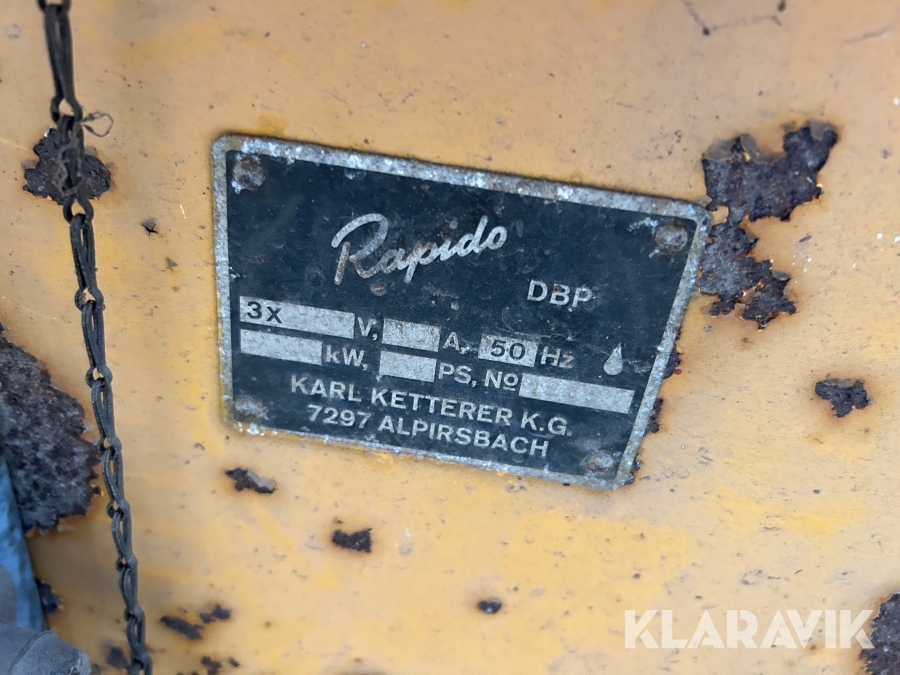 Rapido
DBP
3X V, A, 50 Hz
kW, PS, No
KARL KETTERER K.G.
7297 ALPIRSBACH
KLARAVIK